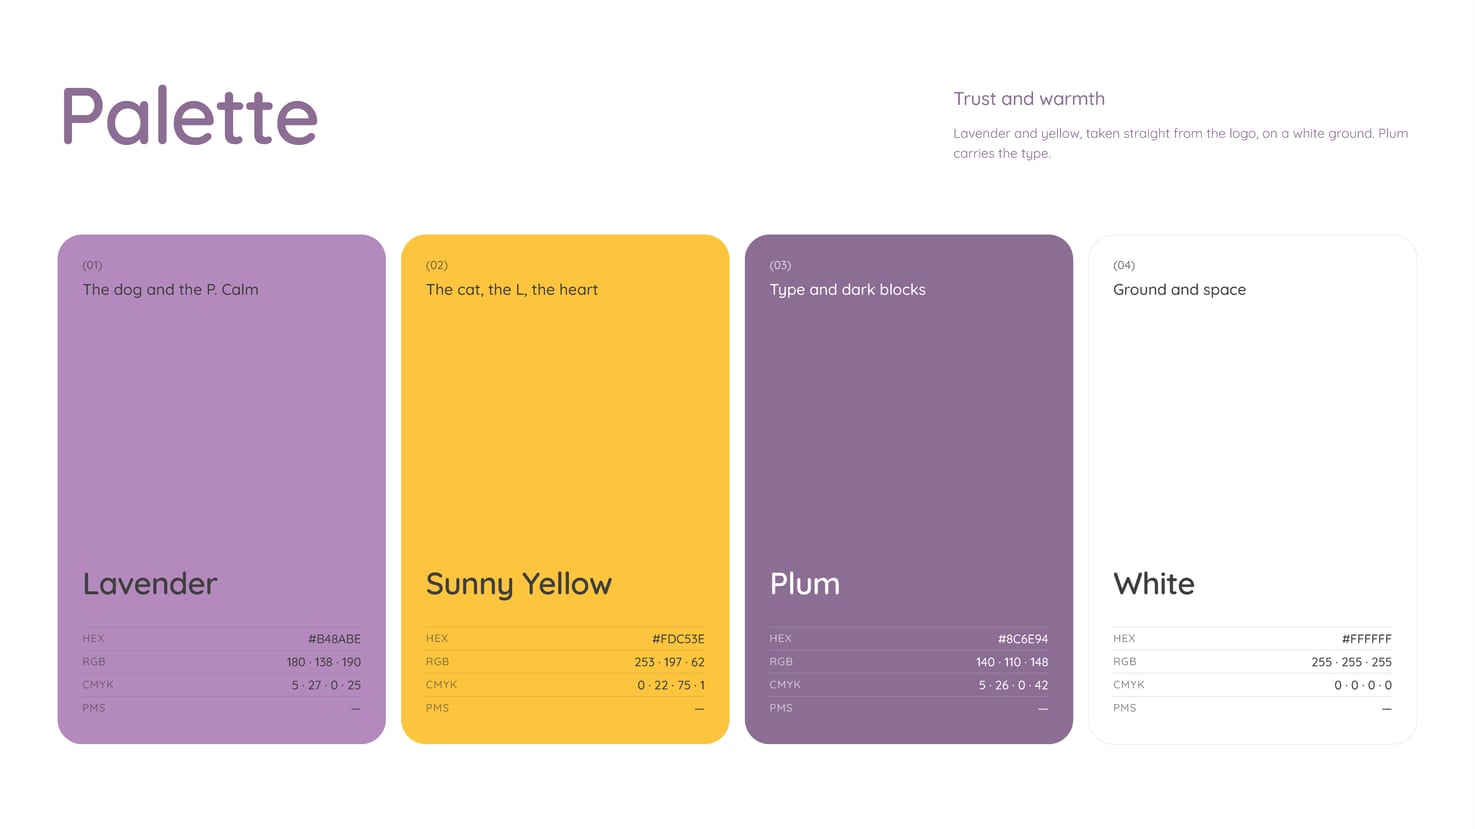 Palette
Trust and warmth
Lavender and yellow, taken straight from the logo, on a white ground. Plum
carries the type.
(01)
The dog and the P. Calm
Lavender
HEX #B48ABE
RGB 180 · 138 · 190
CMYK 5 · 27 · 0 · 25
PMS —
(02)
The cat, the L, the heart
Sunny Yellow
HEX #FDC53E
RGB 253 · 197 · 62
CMYK 0 · 22 · 75 · 1
PMS —
(03)
Type and dark blocks
Plum
HEX #8C6E94
RGB 140 · 110 · 148
CMYK 5 · 26 · 0 · 42
PMS —
(04)
Ground and space
White
HEX #FFFFFF
RGB 255 · 255 · 255
CMYK 0 · 0 · 0 · 0
PMS —